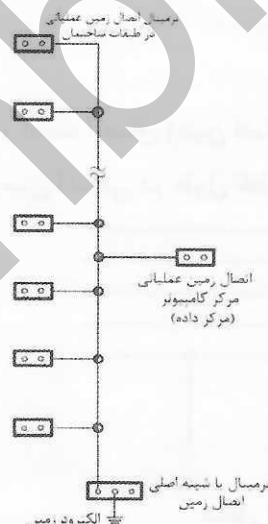 ترمینال اتصال زمین عملیاتی
در طبقات ساختمان
اتصال زمین عملیاتی
مرکز کامپیوتر
(مرکز داده)
ترمینال یا شینه اصلی
اتصال زمین
الکترود زمین